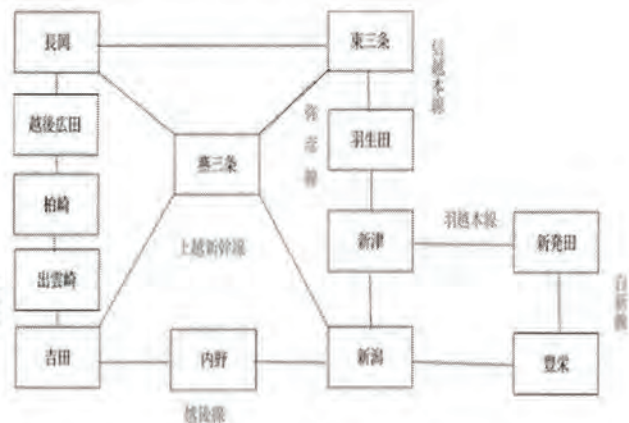 長岡
東三条
信越本線
越後広田
弥彦線
羽生田
燕三条
柏崎
羽越本線
新津
新発田
上越新幹線
出雲崎
白新線
吉田
内野
新潟
豊栄
越後線